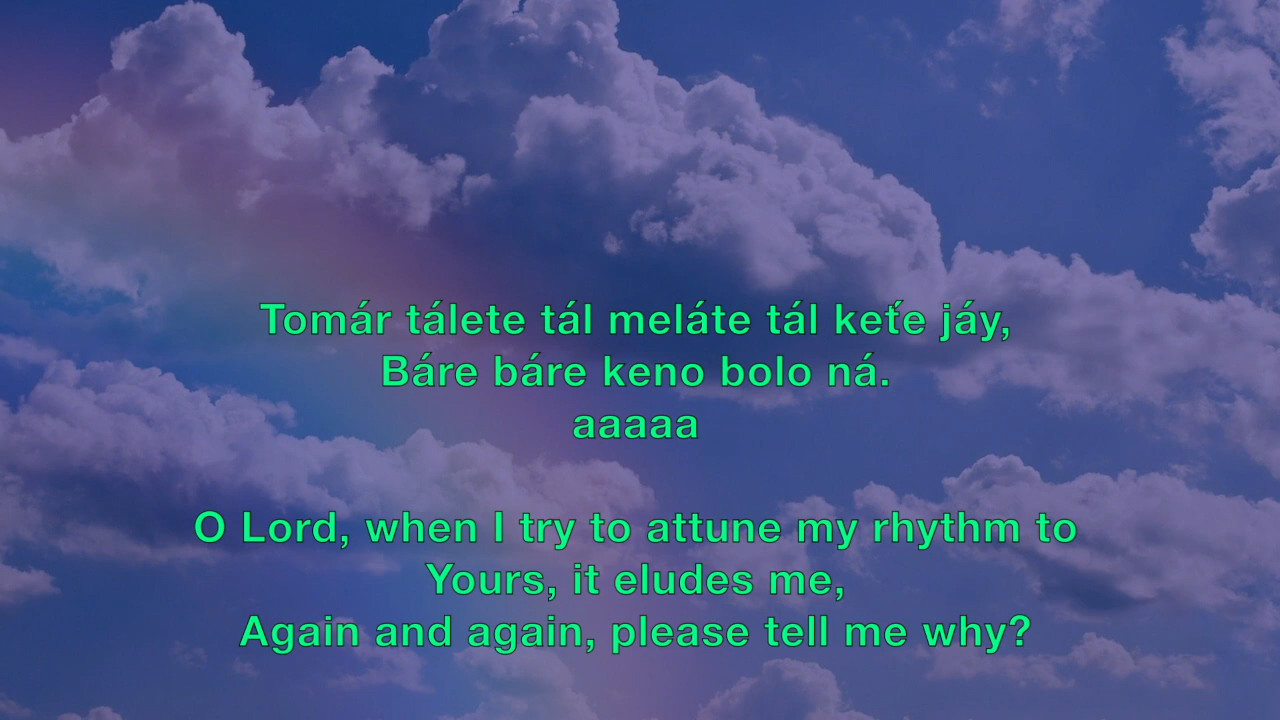 Tomár tálete tál meláte tál ket́e jáy,
Báre báre keno bolo ná.
aaaaa
O Lord, when I try to attune my rhythm to
Yours, it eludes me,
Again and again, please tell me why?